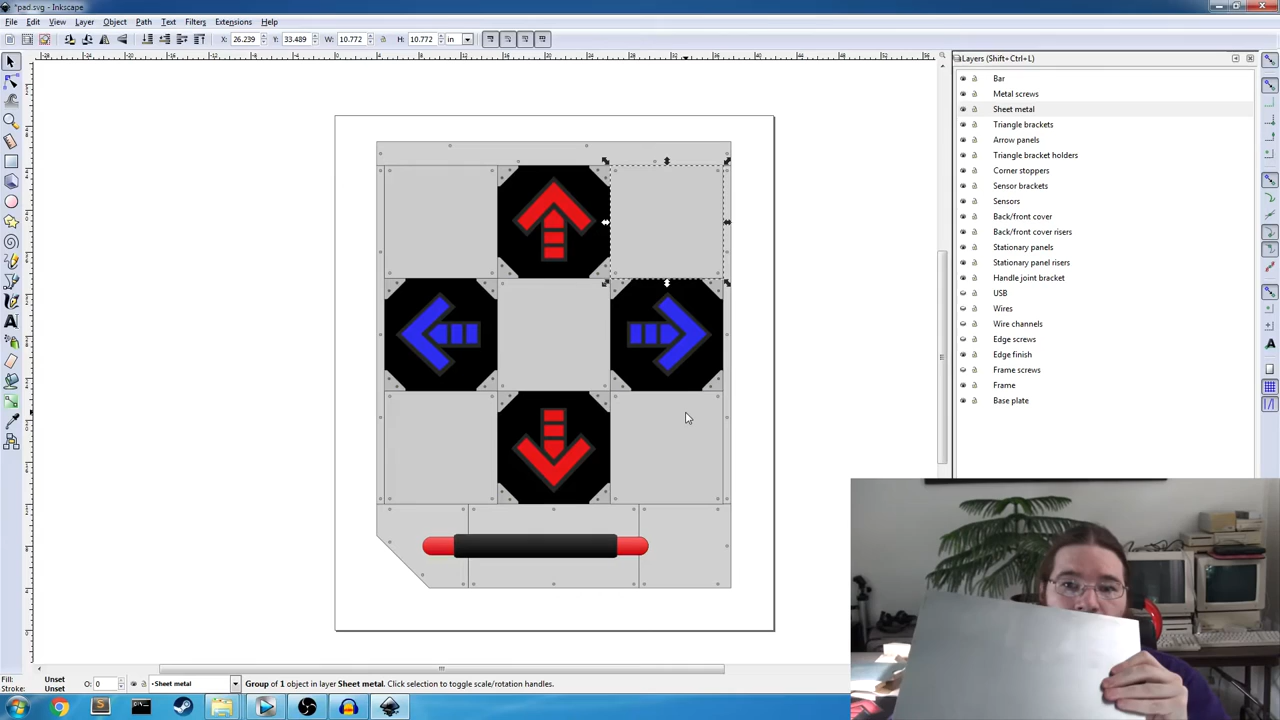 *pad.svg - Inkscape
File Edit View Layer Object Path Text Filters Extensions Help
X: 26.239 Y: 33.489 W: 10.772 H: 10.772 in
Layers (Shift+Ctrl+L)
Bar
Metal screws
Sheet metal
Triangle brackets
Arrow panels
Triangle bracket holders
Corner stoppers
Sensor brackets
Sensors
Back/front cover
Back/front cover risers
Stationary panels
Stationary panel risers
Handle joint bracket
USB
Wires
Wire channels
Edge screws
Edge finish
Frame screws
Frame
Base plate
Fill: Unset
Stroke: Unset
O: 0
Sheet metal
Group of 1 object in layer Sheet metal. Click selection to toggle scale/rotation handles.